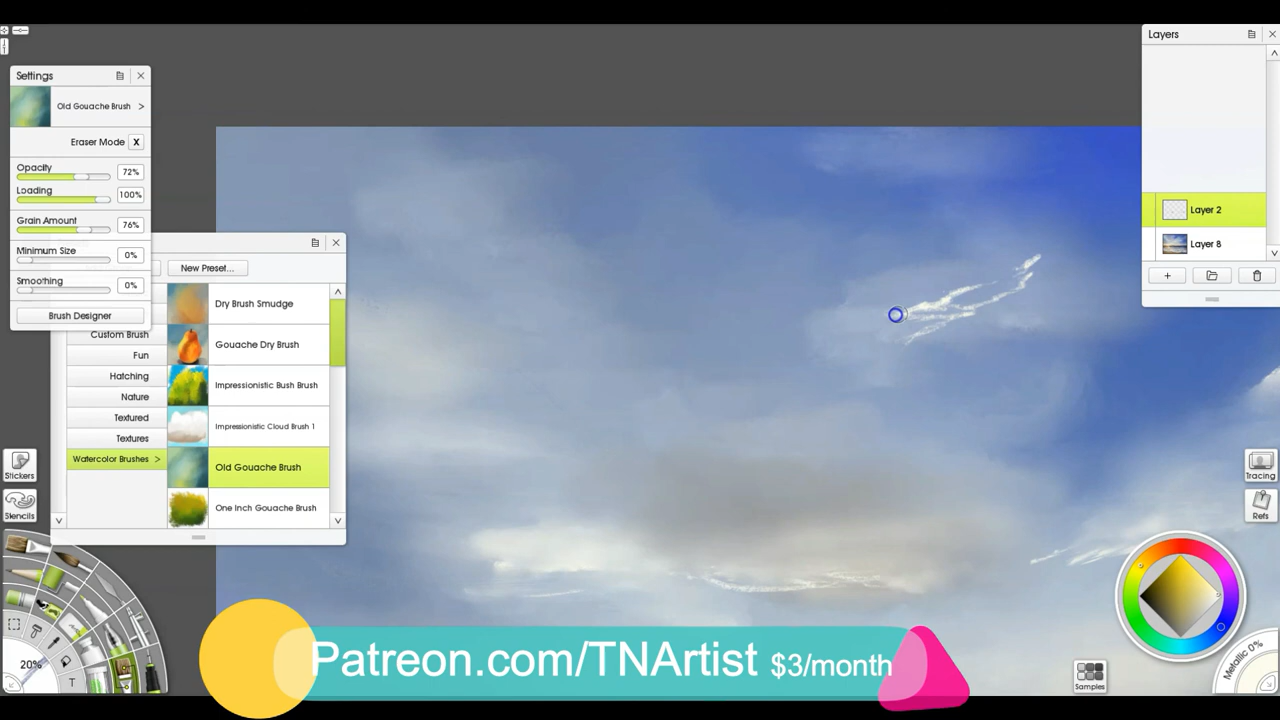 Settings
Old Gouache Brush >
Eraser Mode X
Opacity 72%
Loading 100%
Grain Amount 76%
Minimum Size 0%
Smoothing 0%
Brush Designer
New Preset...
Custom Brush
Fun
Hatching
Nature
Textured
Textures
Watercolor Brushes >
Dry Brush Smudge
Gouache Dry Brush
Impressionistic Bush Brush
Impressionistic Cloud Brush 1
Old Gouache Brush
One Inch Gouache Brush
Layers
Layer 2
Layer 8
Stickers
Stencils
Tracing
Refs
20%
T
Samples
Metallic 0%
Patreon.com/TNArtist $3/month